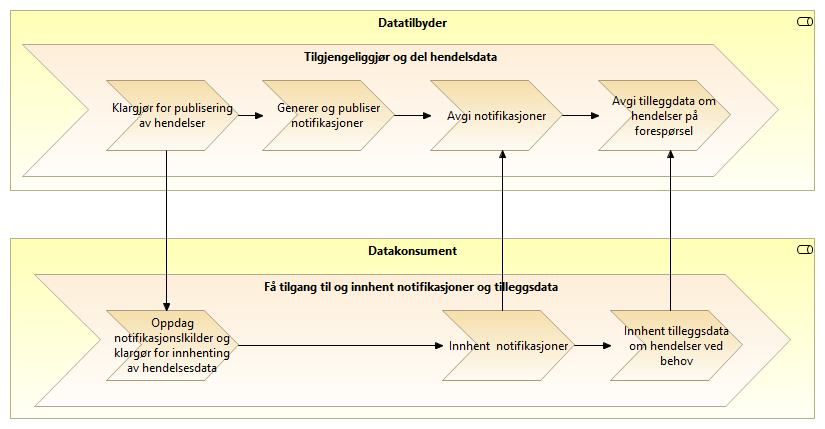 Datatilbyder
Tilgjengeliggjør og del hendelsdata
Klargjør for publisering
av hendelser
Generer og publiser
notifikasjoner
Avgi notifikasjoner
Avgi tilleggdata om
hendelser på
forespørsel
Datakonsument
Få tilgang til og innhent notifikasjoner og tilleggsdata
Oppdag
notifikasjonslkilder og
klargjør for innhenting
av hendelsesdata
Innhent  notifikasjoner
Innhent tilleggsdata
om hendelser ved
behov